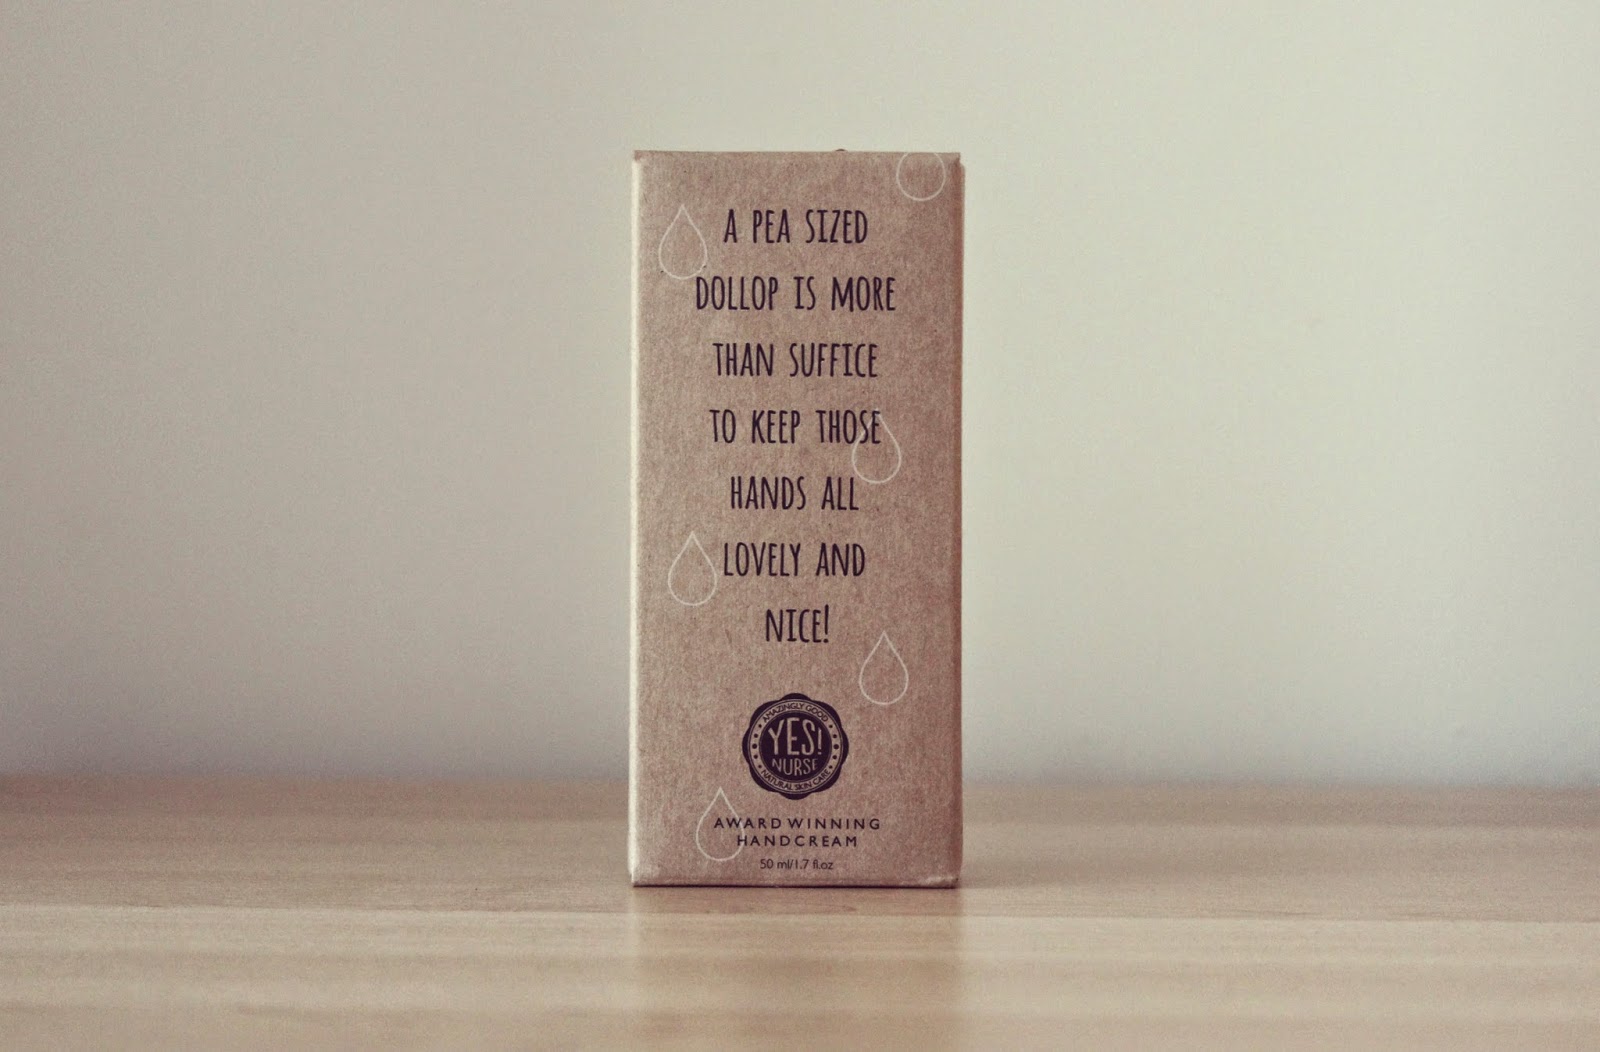 A PEA SIZED
DOLLOP IS MORE
THAN SUFFICE
TO KEEP THOSE
HANDS ALL
LOVELY AND
NICE!
AMAZINGLY GOOD
YES!
NURSE
NATURAL SKIN CARE
AWARD WINNING
HANDCREAM
50 ml/1.7 fl.oz